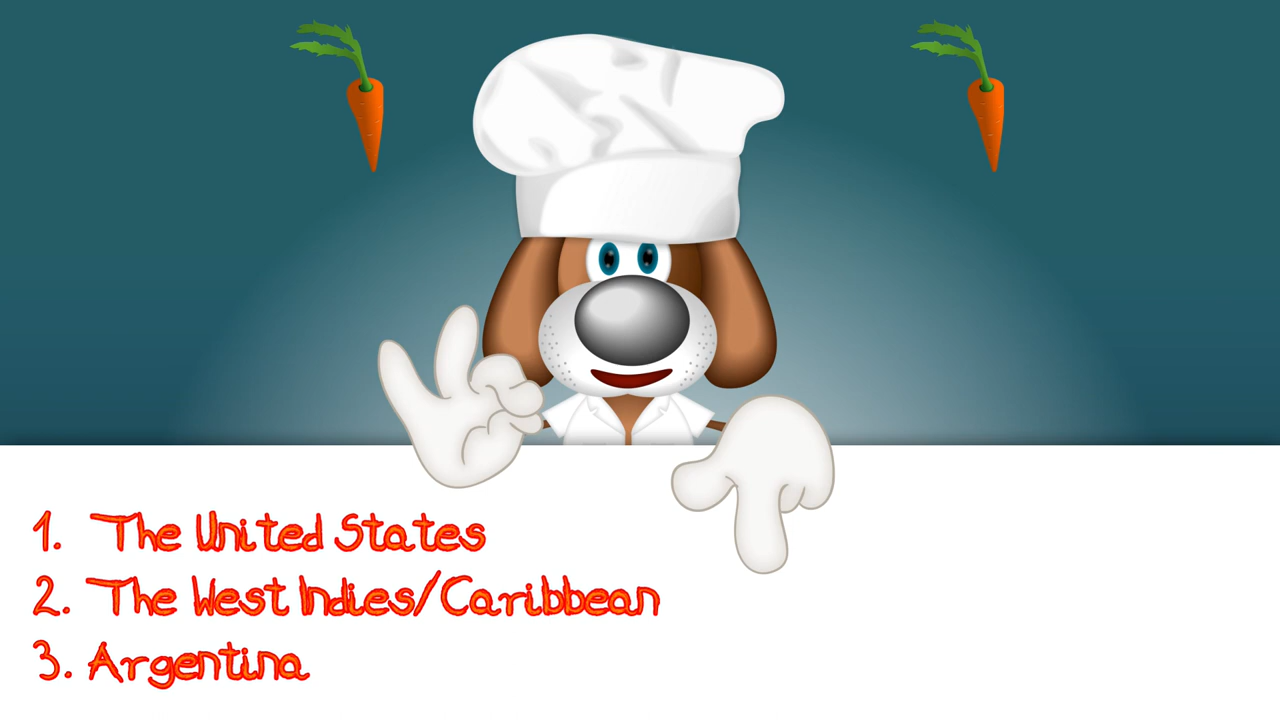 1. The United States
2. The West Indies/Caribbean
3. Argentina